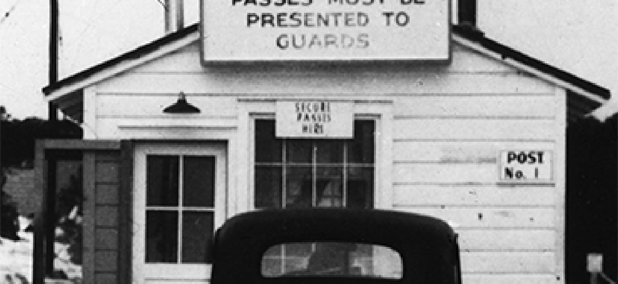 PASSES MUST BE
PRESENTED TO
GUARDS
SECURE
PASSES
HERE
POST
No. 1